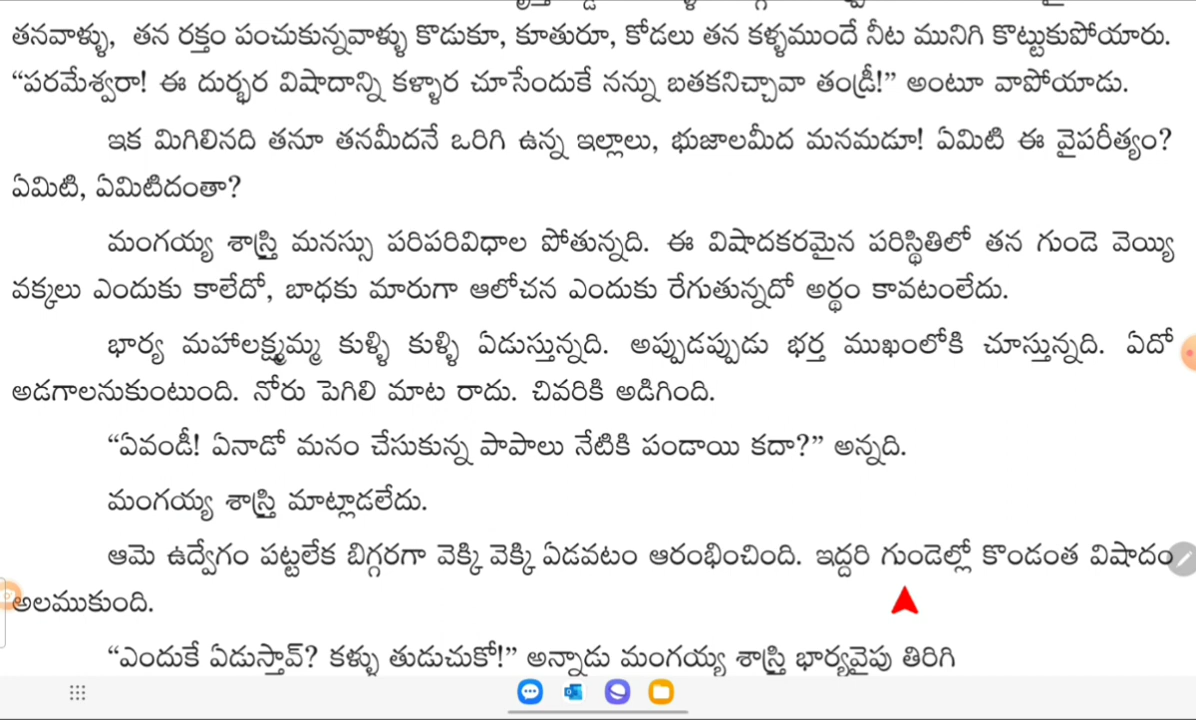 తనవాళ్ళు, తన రక్తం పంచుకున్నవాళ్ళు కొడుకూ, కూతురూ, కోడలు తన కళ్ళముందే నీట మునిగి కొట్టుకుపోయారు.
“పరమేశ్వరా! ఈ దుర్భర విషాదాన్ని కళ్ళార చూసేందుకే నన్ను బతకనిచ్చావా తండ్రీ!” అంటూ వాపోయాడు.
ఇక మిగిలినది తనూ తనమీదనే ఒరిగి ఉన్న ఇల్లాలు, భుజాలమీద మనమడూ! ఏమిటి ఈ వైపరీత్యం?
ఏమిటి, ఏమిటిదంతా?
మంగయ్య శాస్త్రి మనస్సు పరిపరివిధాల పోతున్నది. ఈ విషాదకరమైన పరిస్థితిలో తన గుండె వెయ్యి
వక్కలు ఎందుకు కాలేదో, బాధకు మారుగా ఆలోచన ఎందుకు రేగుతున్నదో అర్థం కావటంలేదు.
భార్య మహాలక్ష్మమ్మ కుళ్ళి కుళ్ళి ఏడుస్తున్నది. అప్పుడప్పుడు భర్త ముఖంలోకి చూస్తున్నది. ఏదో
అడగాలనుకుంటుంది. నోరు పెగిలి మాట రాదు. చివరికి అడిగింది.
“ఏవండీ! ఏనాడో మనం చేసుకున్న పాపాలు నేటికి పండాయి కదా?” అన్నది.
మంగయ్య శాస్త్రి మాట్లాడలేదు.
ఆమె ఉద్వేగం పట్టలేక బిగ్గరగా వెక్కి వెక్కి ఏడవటం ఆరంభించింది. ఇద్దరి గుండెల్లో కొండంత విషాదం
అలముకుంది.
“ఎందుకే ఏడుస్తావ్? కళ్ళు తుడుచుకో!” అన్నాడు మంగయ్య శాస్త్రి భార్యవైపు తిరిగి